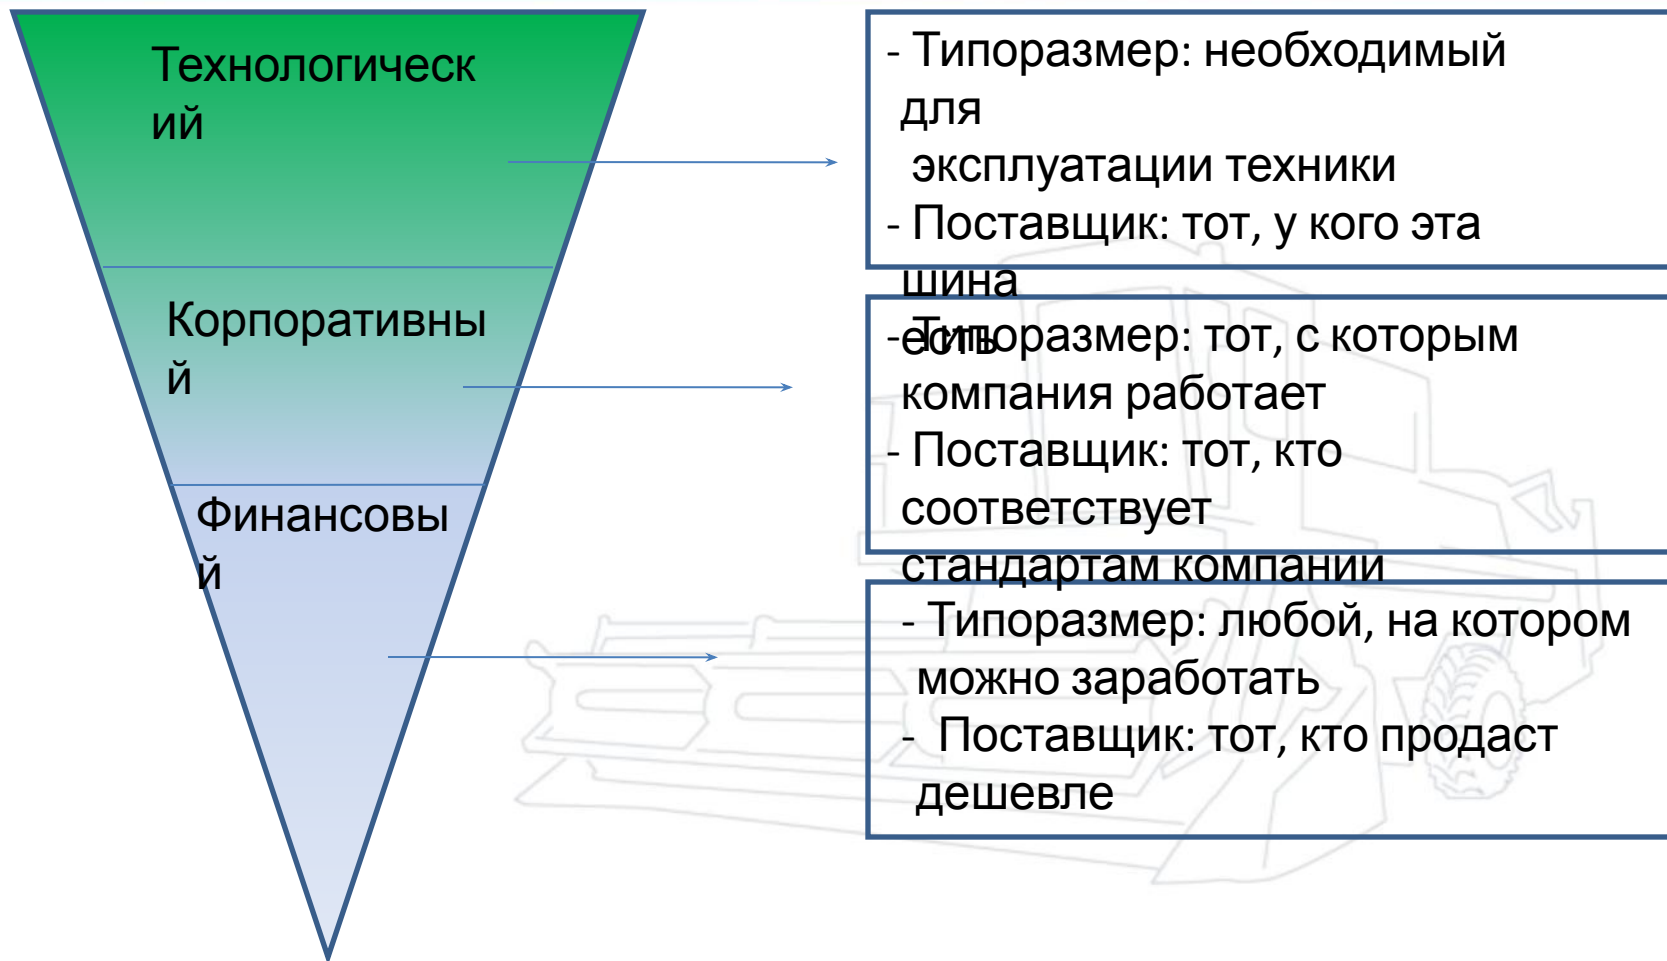 Технологическ
ий
- Типоразмер: необходимый
для
эксплуатации техники
- Поставщик: тот, у кого эта
шина
есть
Корпоративны
й
- Типоразмер: тот, с которым
компания работает
- Поставщик: тот, кто
соответствует
стандартам компании
Финансовы
й
- Типоразмер: любой, на котором
можно заработать
- Поставщик: тот, кто продаст
дешевле